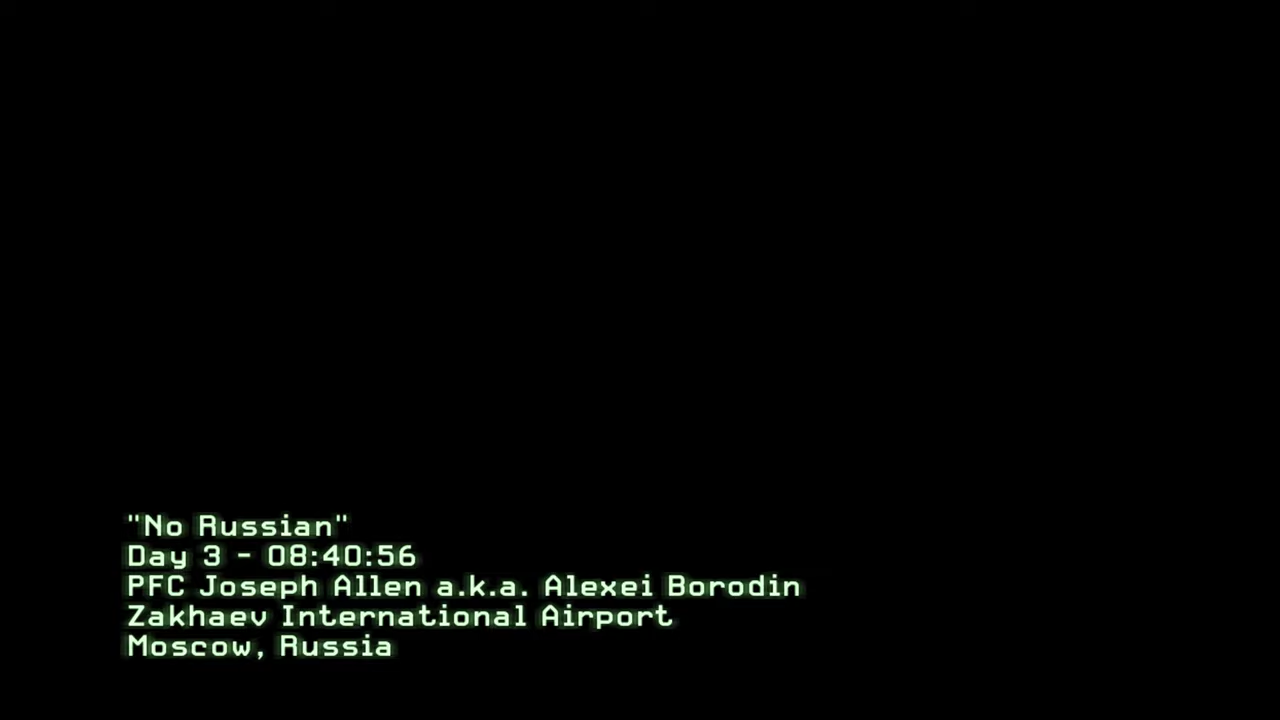 "No Russian"
Day 3 - 08:40:56
PFC Joseph Allen a.k.a. Alexei Borodin
Zakhaev International Airport
Moscow, Russia